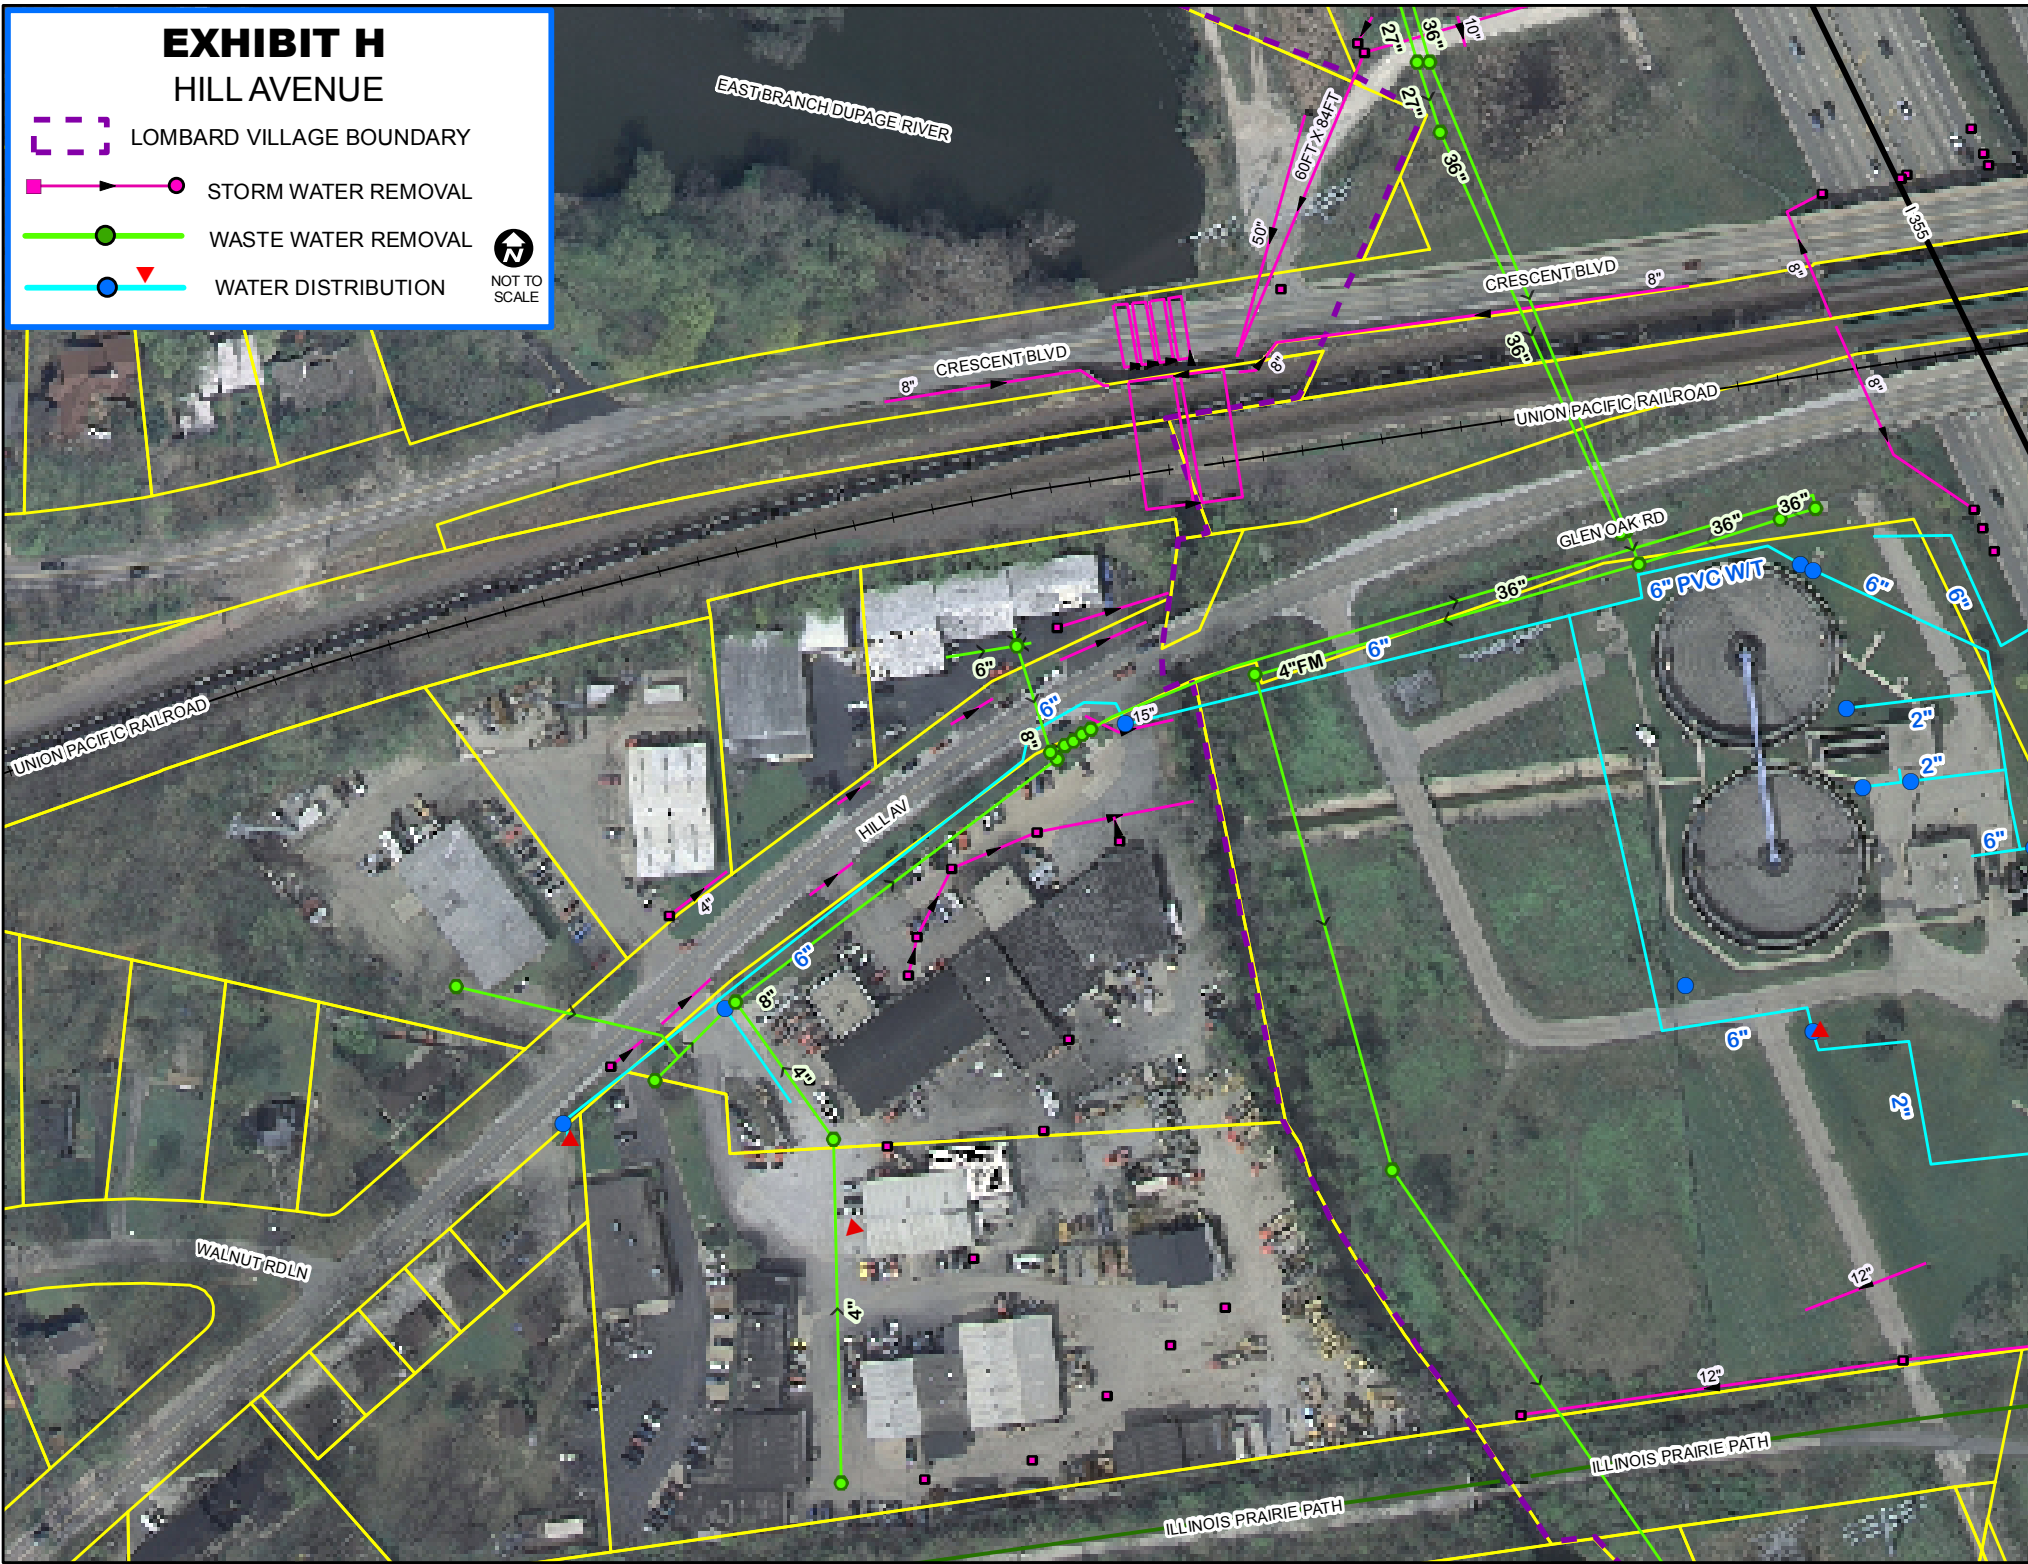 EXHIBIT H
HILL AVENUE
LOMBARD VILLAGE BOUNDARY
STORM WATER REMOVAL
WASTE WATER REMOVAL
WATER DISTRIBUTION
N
NOT TO
SCALE
EAST BRANCH DUPAGE RIVER
27"
36"
10"
27"
36"
60FT X 84FT
50"
I 355
CRESCENT BLVD
8"
8"
36"
CRESCENT BLVD
8"
8"
8"
UNION PACIFIC RAILROAD
GLEN OAK RD
36"
36"
36"
6" PVC W/T
6"
6"
6"
4"FM
6"
6"
15"
8"
UNION PACIFIC RAILROAD
2"
2"
6"
HILL AV
4"
6"
8"
4"
6"
2"
WALNUT RDLN
4"
12"
12"
ILLINOIS PRAIRIE PATH
ILLINOIS PRAIRIE PATH